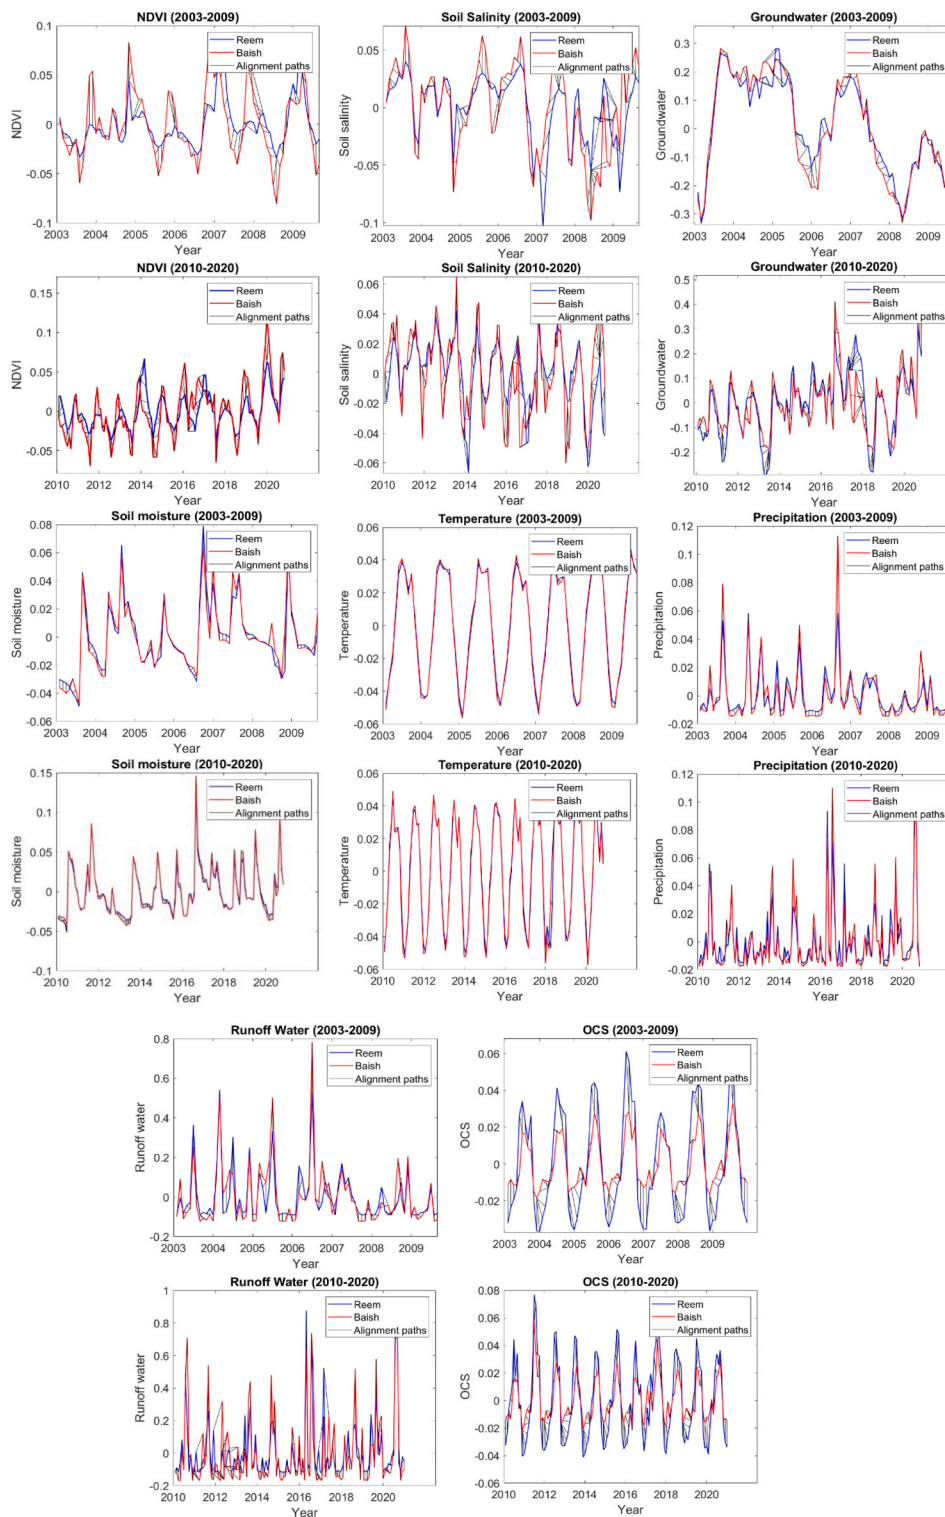 NDVI (2003-2009)
Reem
Baish
Alignment paths
0.1
0.05
0
-0.05
-0.1
NDVI
2003 2004 2005 2006 2007 2008 2009
Year
Soil Salinity (2003-2009)
Reem
Baish
Alignment paths
0.05
0
-0.05
-0.1
Soil salinity
2003 2004 2005 2006 2007 2008 2009
Year
Groundwater (2003-2009)
Reem
Baish
Alignment paths
0.3
0.2
0.1
0
-0.1
-0.2
-0.3
Groundwater
2003 2004 2005 2006 2007 2008 2009
Year
NDVI (2010-2020)
Reem
Baish
Alignment paths
0.15
0.1
0.05
0
-0.05
NDVI
2010 2012 2014 2016 2018 2020
Year
Soil Salinity (2010-2020)
Reem
Baish
Alignment paths
0.06
0.04
0.02
0
-0.02
-0.04
-0.06
Soil salinity
2010 2012 2014 2016 2018 2020
Year
Groundwater (2010-2020)
Reem
Baish
Alignment paths
0.5
0.4
0.3
0.2
0.1
0
-0.1
-0.2
Groundwater
2010 2012 2014 2016 2018 2020
Year
Soil moisture (2003-2009)
Reem
Baish
Alignment paths
0.08
0.06
0.04
0.02
0
-0.02
-0.04
-0.06
Soil moisture
2003 2004 2005 2006 2007 2008 2009
Year
Temperature (2003-2009)
Reem
Baish
Alignment paths
0.06
0.04
0.02
0
-0.02
-0.04
-0.06
Temperature
2003 2004 2005 2006 2007 2008 2009
Year
Precipitation (2003-2009)
Reem
Baish
Alignment paths
0.12
0.1
0.08
0.06
0.04
0.02
0
-0.02
Precipitation
2003 2004 2005 2006 2007 2008 2009
Year
Soil moisture (2010-2020)
Reem
Baish
Alignment paths
0.15
0.1
0.05
0
-0.05
-0.1
Soil moisture
2010 2012 2014 2016 2018 2020
Year
Temperature (2010-2020)
Reem
Baish
Alignment paths
0.06
0.04
0.02
0
-0.02
-0.04
-0.06
Temperature
2010 2012 2014 2016 2018 2020
Year
Precipitation (2010-2020)
Reem
Baish
Alignment paths
0.12
0.1
0.08
0.06
0.04
0.02
0
-0.02
Precipitation
2010 2012 2014 2016 2018 2020
Year
Runoff Water (2003-2009)
Reem
Baish
Alignment paths
0.8
0.6
0.4
0.2
0
-0.2
Runoff water
2003 2004 2005 2006 2007 2008 2009
Year
OCS (2003-2009)
Reem
Baish
Alignment paths
0.06
0.04
0.02
0
-0.02
OCS
2003 2004 2005 2006 2007 2008 2009
Year
Runoff Water (2010-2020)
Reem
Baish
Alignment paths
1
0.8
0.6
0.4
0.2
0
-0.2
Runoff water
2010 2012 2014 2016 2018 2020
Year
OCS (2010-2020)
Reem
Baish
Alignment paths
0.08
0.06
0.04
0.02
0
-0.02
-0.04
-0.06
OCS
2010 2012 2014 2016 2018 2020
Year